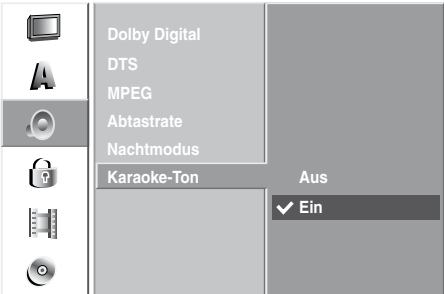 Dolby Digital
DTS
MPEG
Abtastrate
Nachtmodus
Karaoke-Ton
Aus
Ein